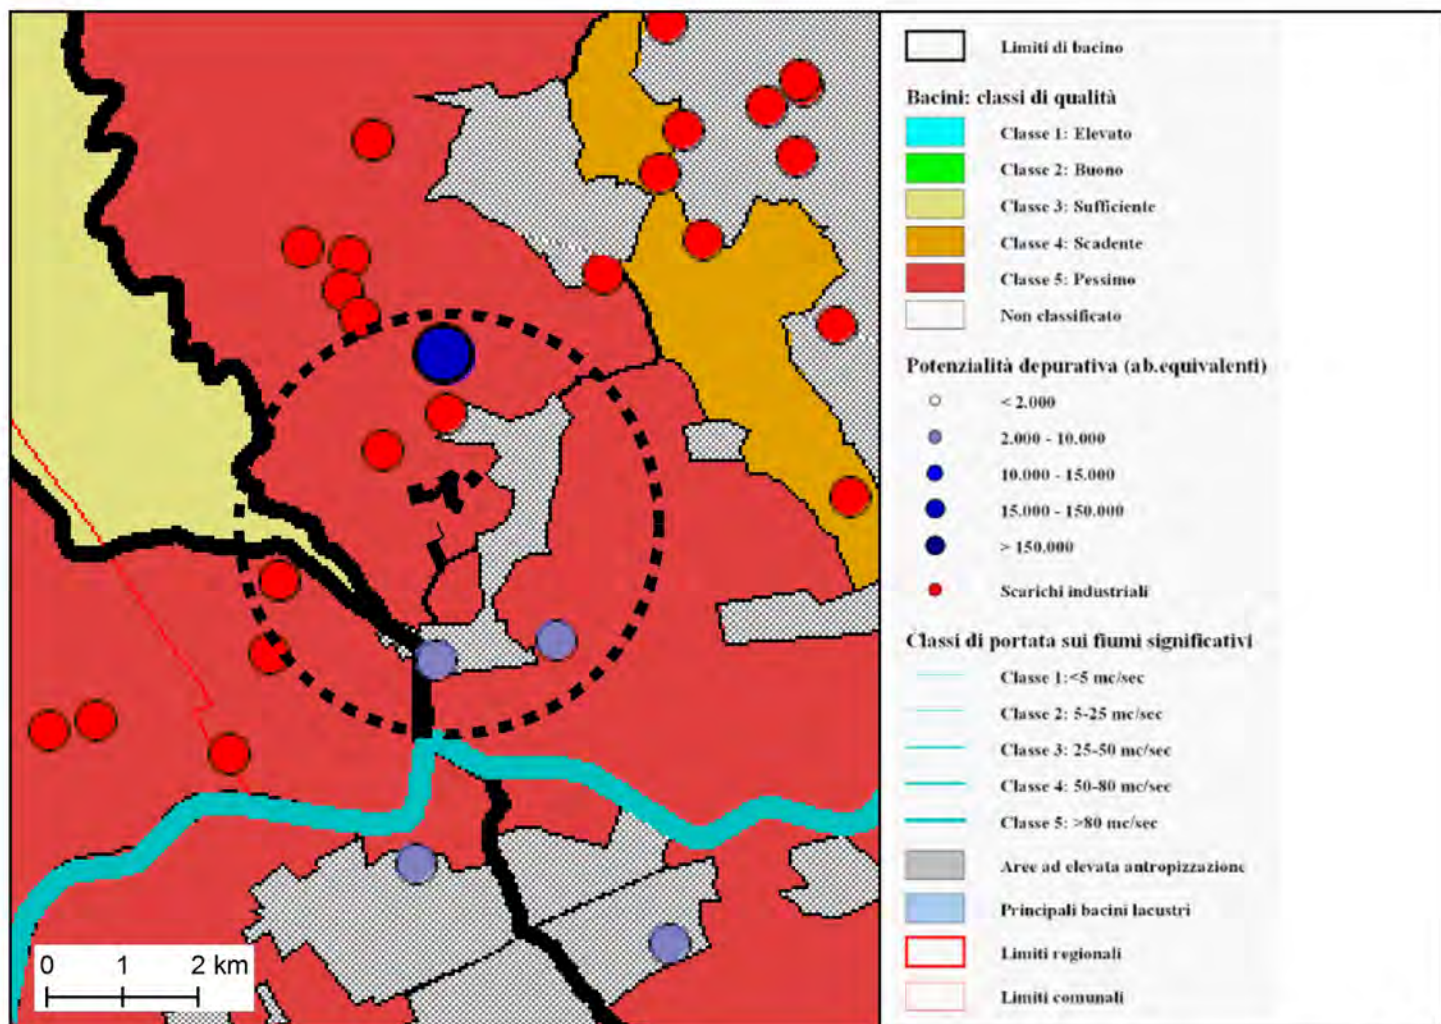 Limiti di bacino
Bacini: classi di qualità
Classe 1: Elevato
Classe 2: Buono
Classe 3: Sufficiente
Classe 4: Scadente
Classe 5: Pessimo
Non classificato
Potenzialità depurativa (ab.equivalenti)
< 2.000
2.000 - 10.000
10.000 - 15.000
15.000 - 150.000
> 150.000
Scarichi industriali
Classi di portata sui fiumi significativi
Classe 1:<5 mc/sec
Classe 2: 5-25 mc/sec
Classe 3: 25-50 mc/sec
Classe 4: 50-80 mc/sec
Classe 5: >80 mc/sec
Aree ad elevata antropizzazione
Principali bacini lacustri
Limiti regionali
Limiti comunali
0 1 2 km